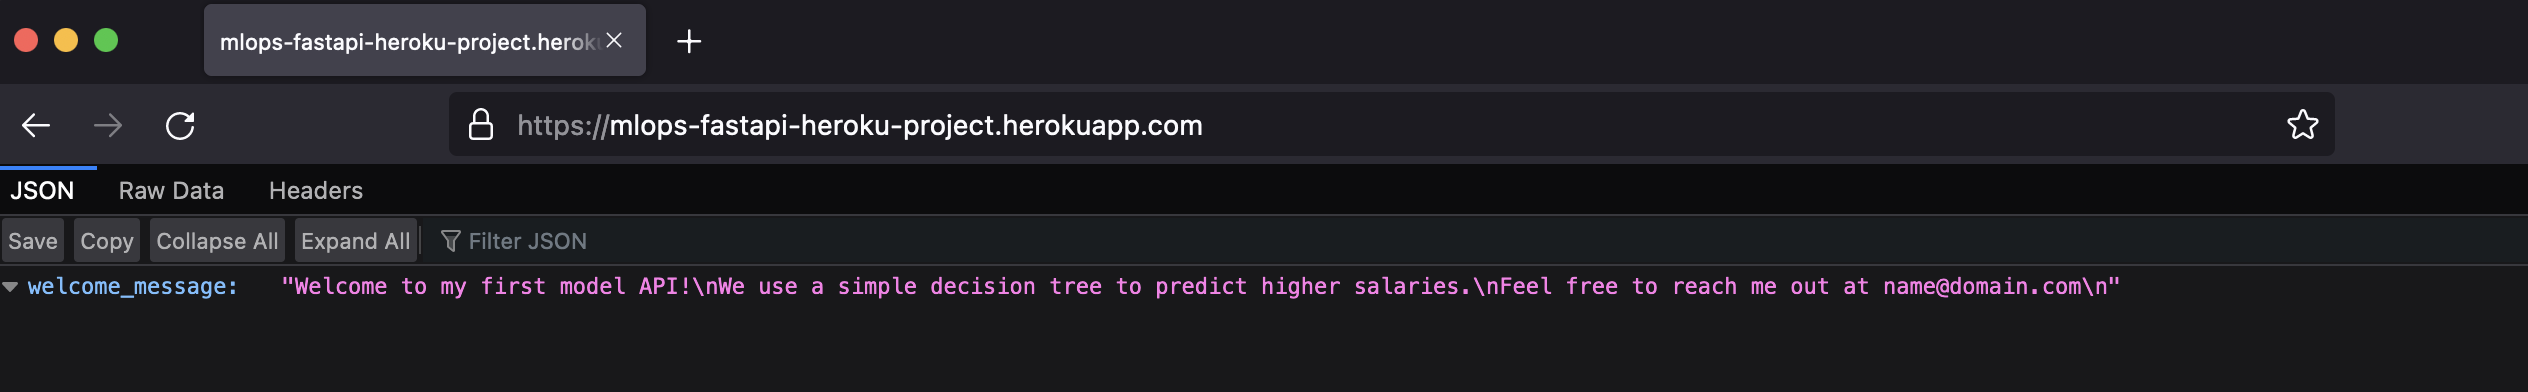 mlops-fastapi-heroku-project.heroku
https://mlops-fastapi-heroku-project.herokuapp.com
JSON Raw Data Headers
Save Copy Collapse All Expand All Filter JSON
welcome_message: "Welcome to my first model API!\nWe use a simple decision tree to predict higher salaries.\nFeel free to reach me out at name@domain.com\n"